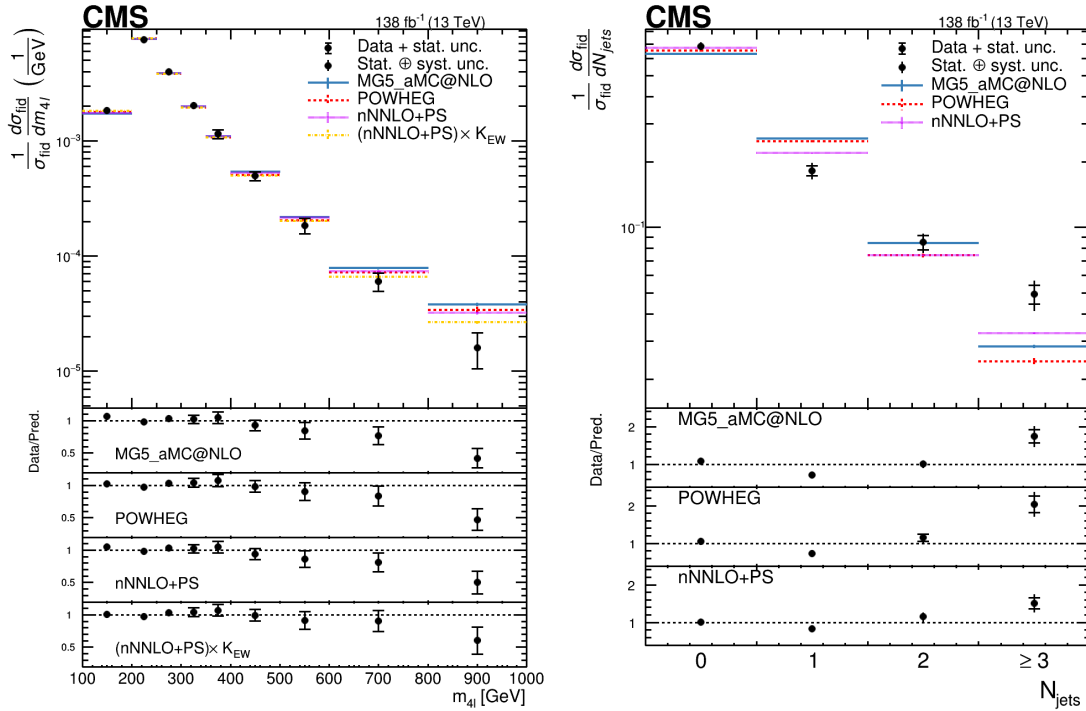 CMS
138 fb⁻¹ (13 TeV)
1/σ_fid dσ_fid/dm_4l (1/GeV)
Data + stat. unc.
Stat. ⊕ syst. unc.
MG5_aMC@NLO
POWHEG
nNNLO+PS
(nNNLO+PS)× K_EW
10⁻³
10⁻⁴
10⁻⁵
Data/Pred.
1
0.5
MG5_aMC@NLO
1
0.5
POWHEG
1
0.5
nNNLO+PS
1
0.5
(nNNLO+PS)× K_EW
100 200 300 400 500 600 700 800 900 1000
m_4l [GeV]
CMS
138 fb⁻¹ (13 TeV)
1/σ_fid dσ_fid/dN_jets
Data + stat. unc.
Stat. ⊕ syst. unc.
MG5_aMC@NLO
POWHEG
nNNLO+PS
10⁻¹
Data/Pred.
MG5_aMC@NLO
2
1
POWHEG
2
1
nNNLO+PS
2
1
0 1 2 ≥ 3
N_jets